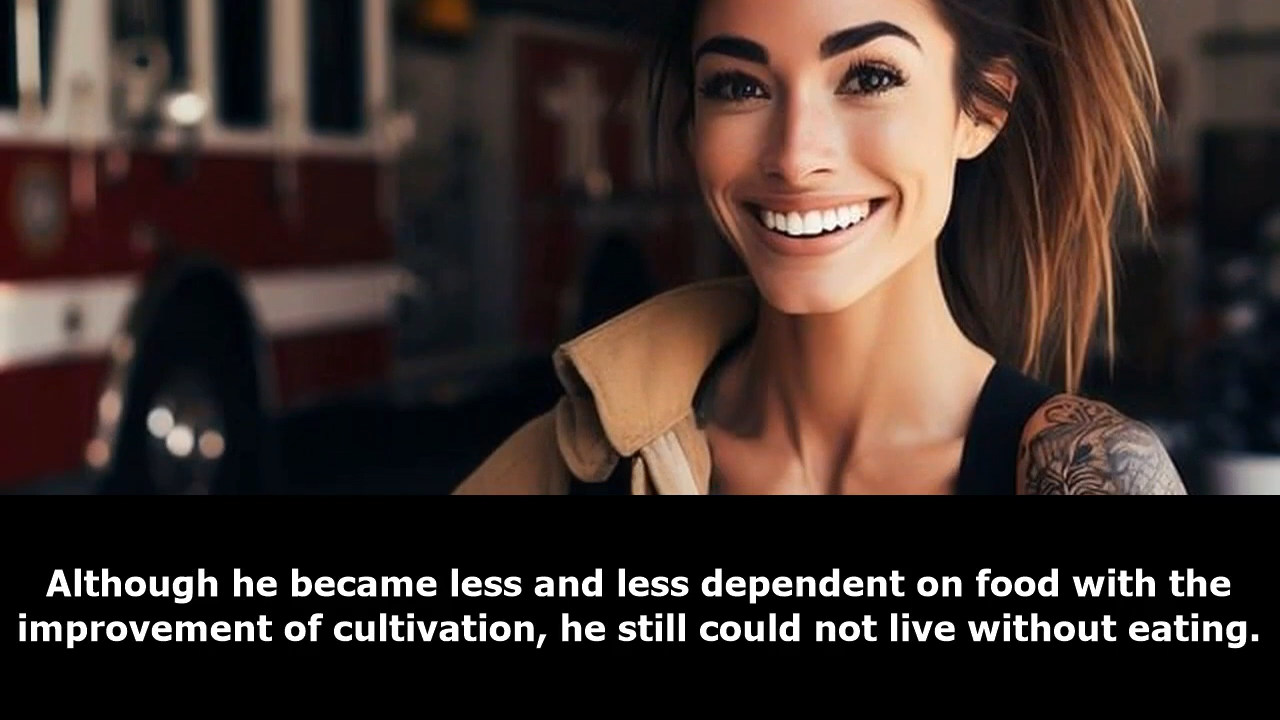 Although he became less and less dependent on food with the
improvement of cultivation, he still could not live without eating.